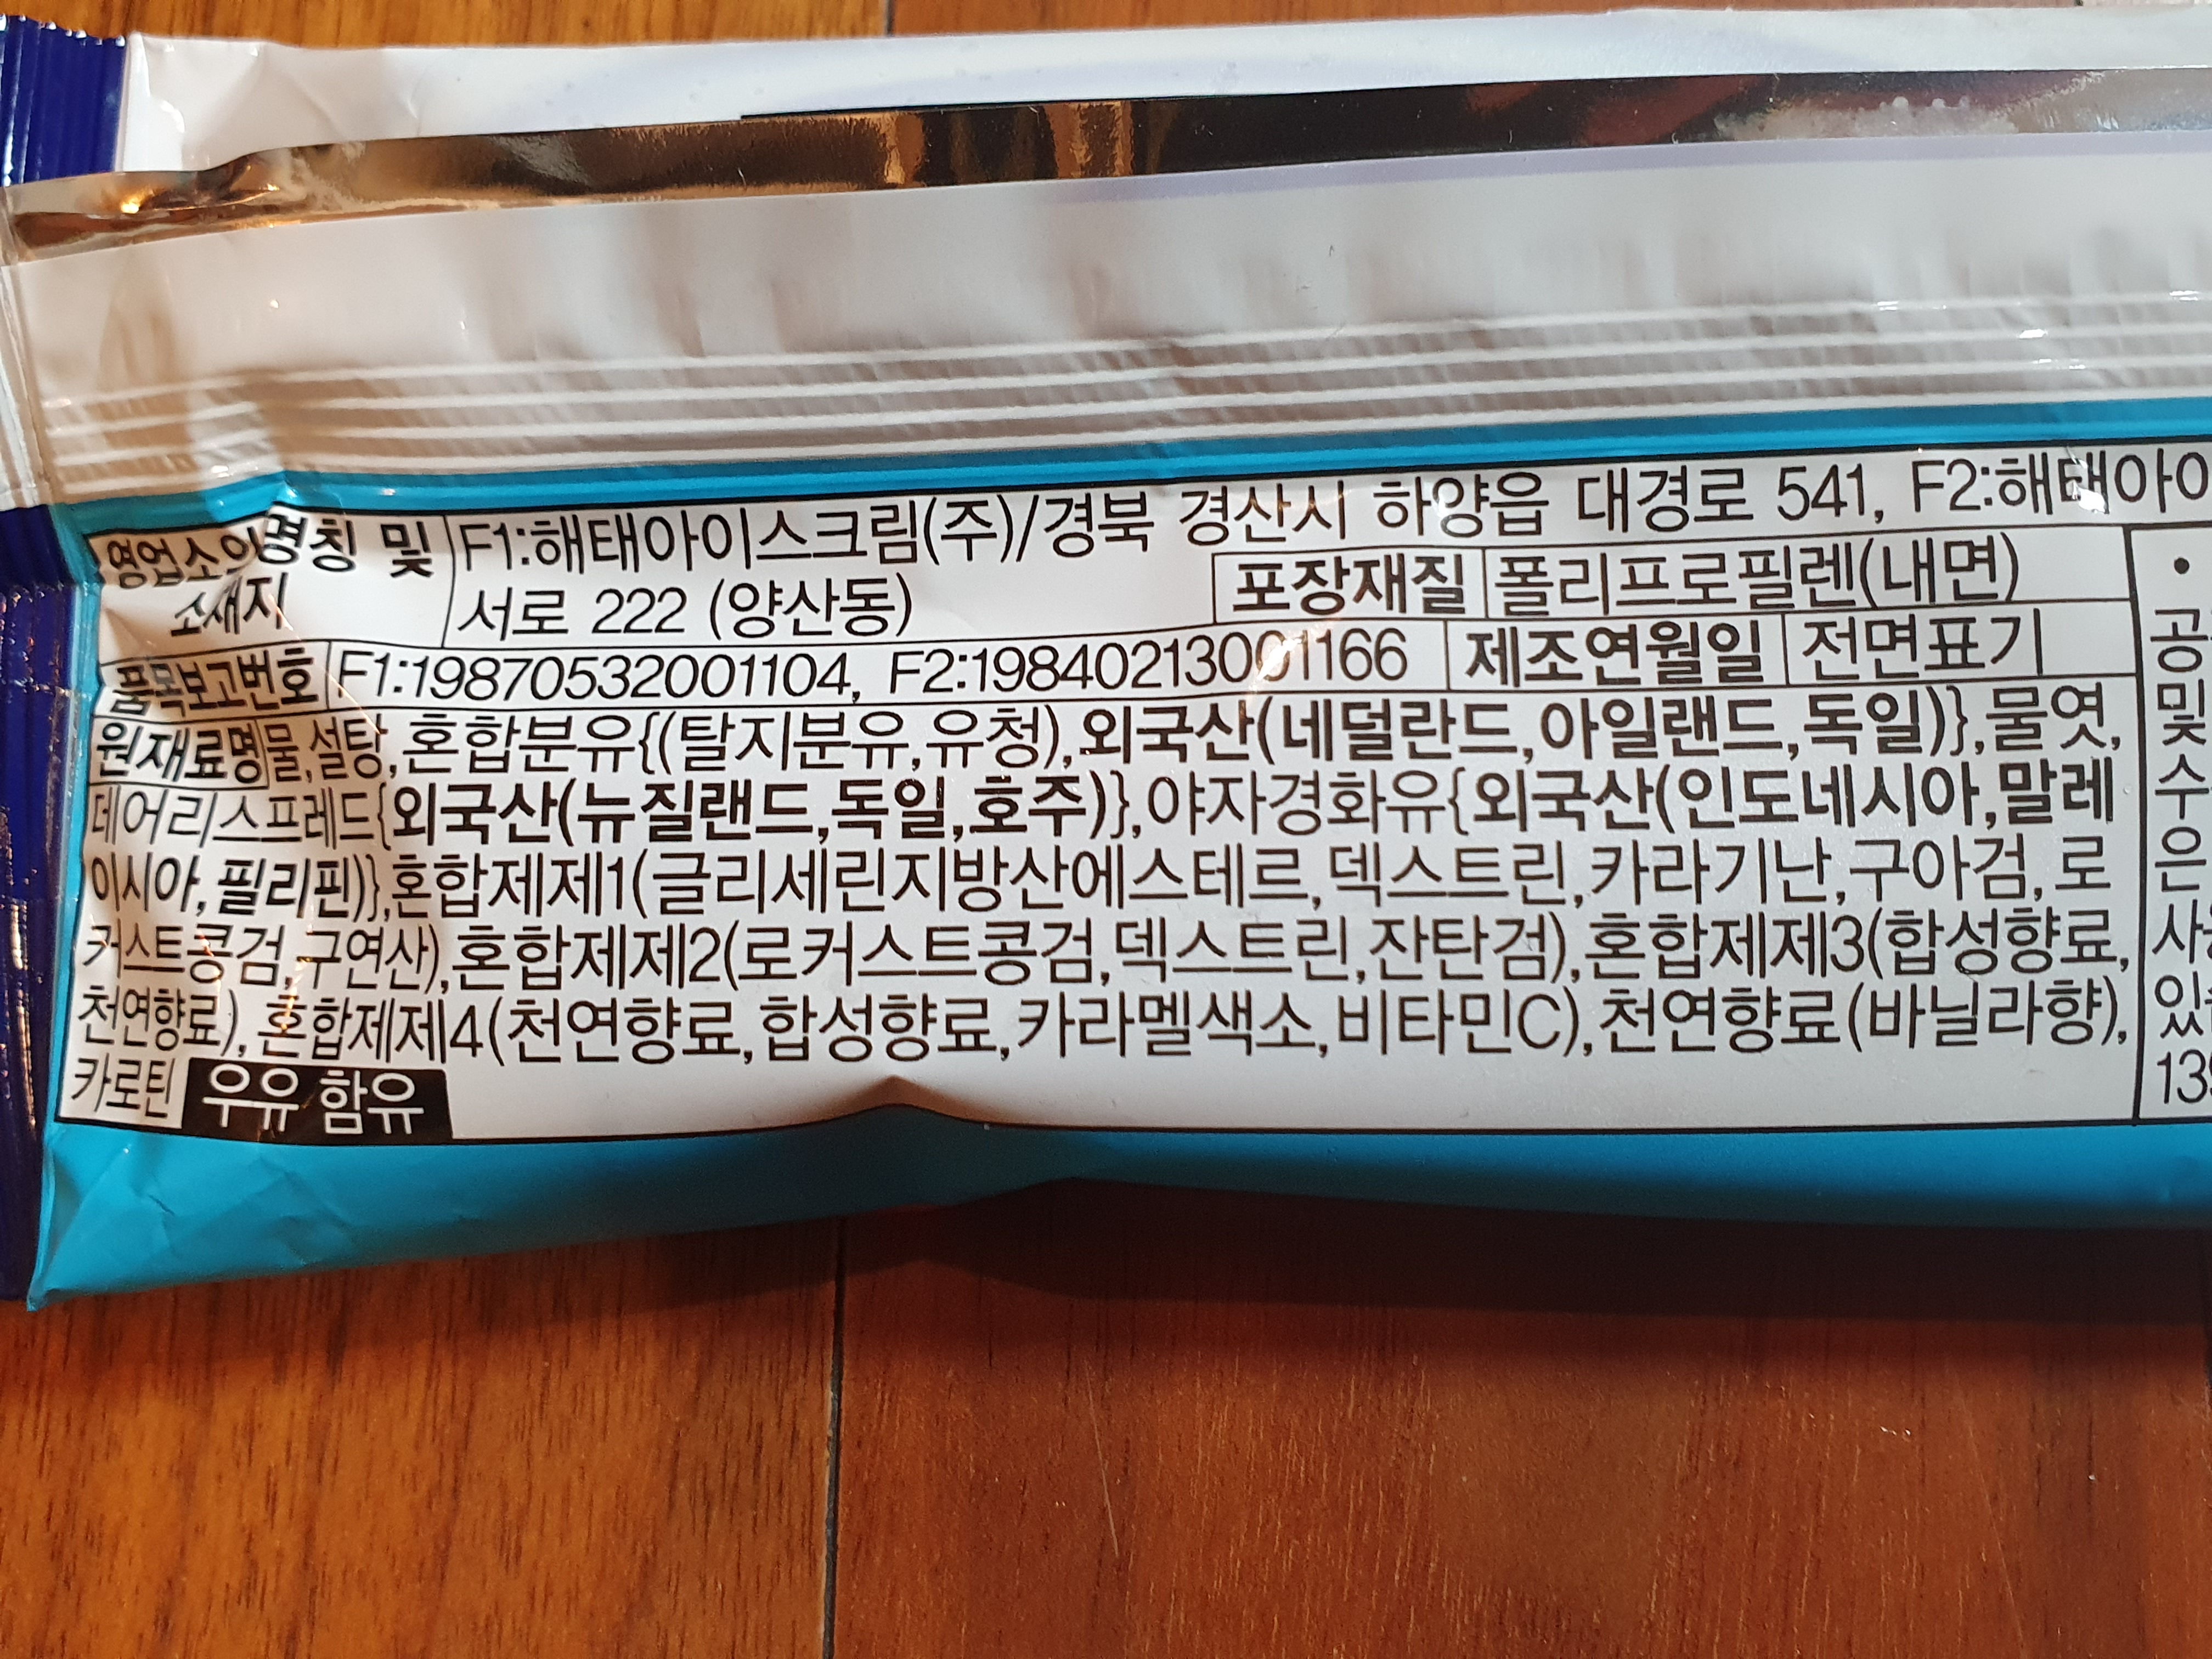 영업소의 명칭 및 소재지 F1:해태아이스크림(주)/경북 경산시 하양읍 대경로 541, F2:해태아이
서로 222 (양산동) 포장재질 폴리프로필렌(내면)
품목보고번호 F1:19870532001104, F2:19840213001166 제조연월일 전면표기
원재료명 물,설탕,혼합분유{(탈지분유,유청),외국산(네덜란드,아일랜드,독일)},물엿,
데어리스프레드{외국산(뉴질랜드,독일,호주)},야자경화유{외국산(인도네시아,말레
이시아,필리핀)},혼합제제1(글리세린지방산에스테르,덱스트린,카라기난,구아검,로
커스트콩검,구연산),혼합제제2(로커스트콩검,덱스트린,잔탄검),혼합제제3(합성향료,
천연향료),혼합제제4(천연향료,합성향료,카라멜색소,비타민C),천연향료(바닐라향),
카로틴 우유 함유
•
공
및
수
은